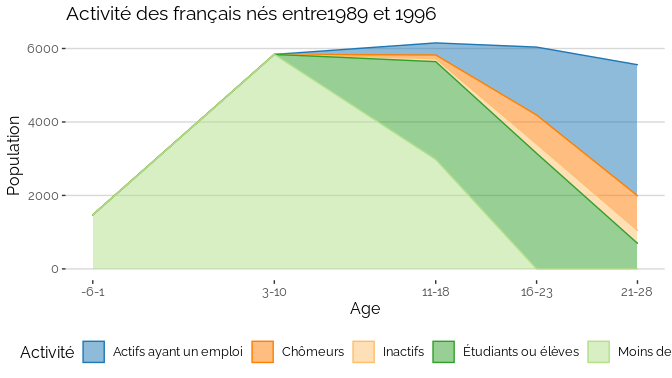 Activité des français nés entre1989 et 1996
6000
4000
2000
0
Population
-6-1
3-10
11-18
16-23
21-28
Age
Activité
Actifs ayant un emploi
Chômeurs
Inactifs
Étudiants ou élèves
Moins de